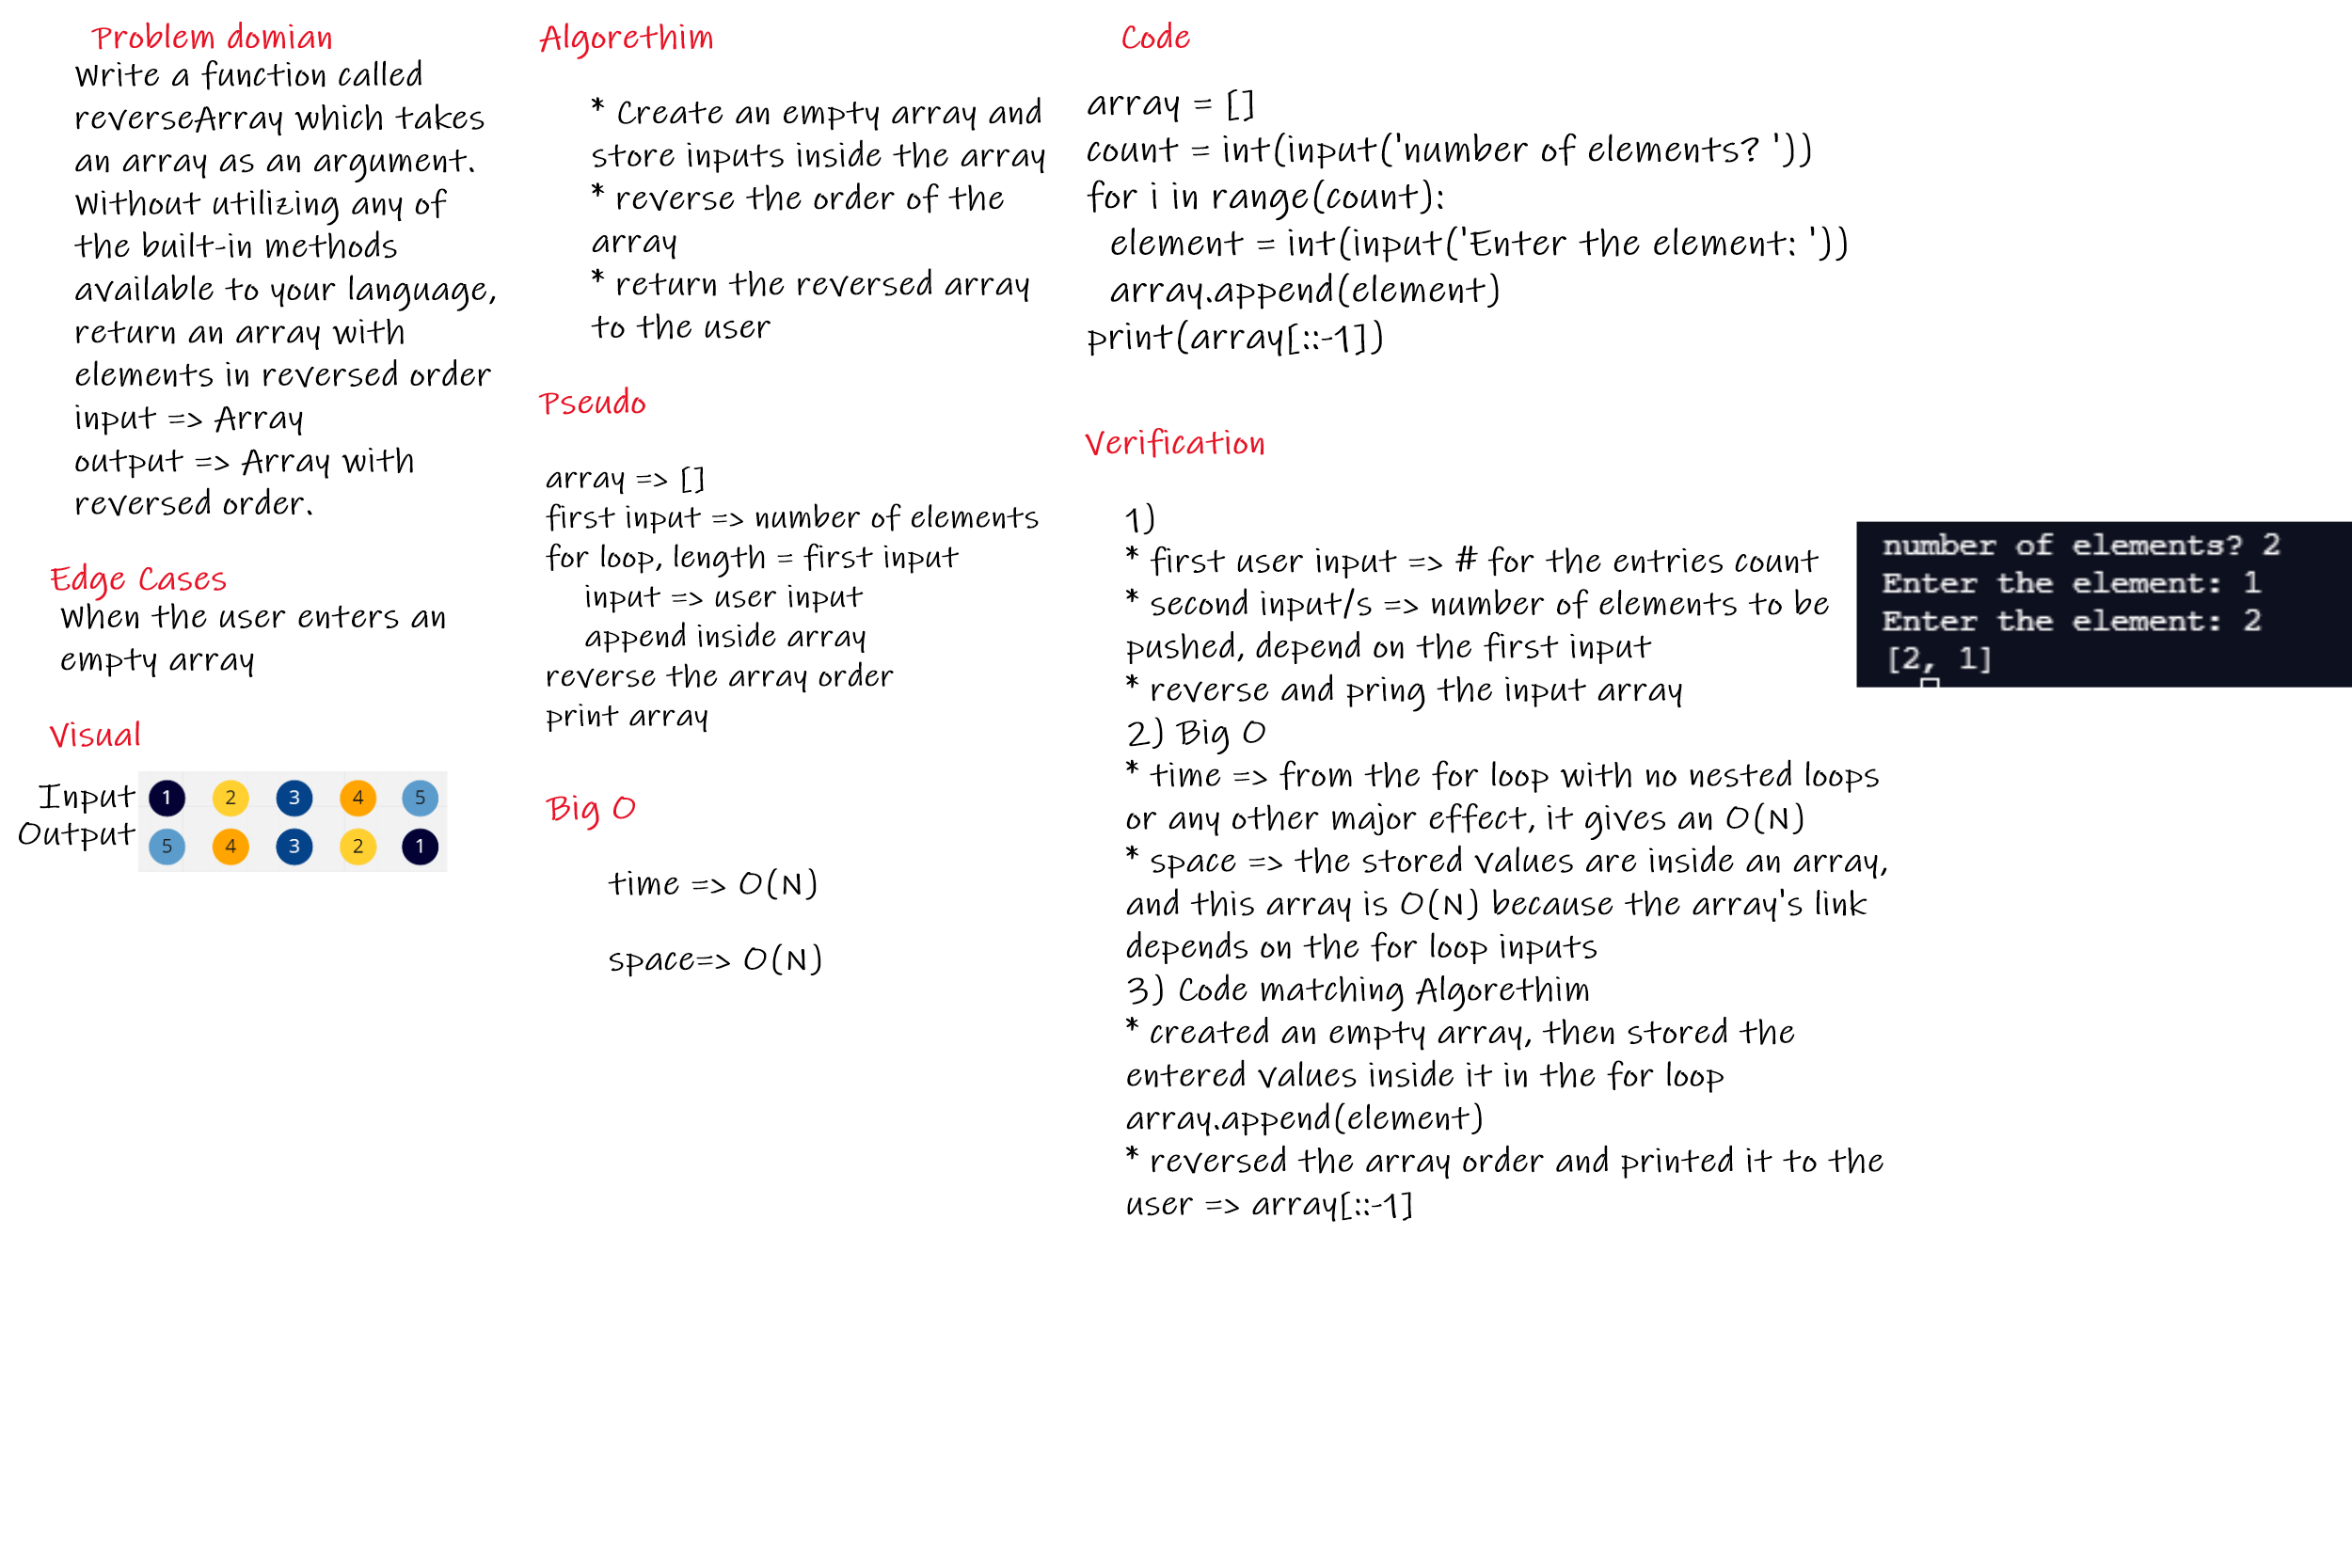 Problem domian
Write a function called
reverseArray which takes
an array as an argument.
Without utilizing any of
the built-in methods
available to your language,
return an array with
elements in reversed order
input => Array
output => Array with
reversed order.
Edge Cases
When the user enters an
empty array
Visual
Input 1 2 3 4 5
Output 5 4 3 2 1
Algorethim
* Create an empty array and
store inputs inside the array
* reverse the order of the
array
* return the reversed array
to the user
Pseudo
array => []
first input => number of elements
for loop, length = first input
input => user input
append inside array
reverse the array order
print array
Big O
time => O(N)
space=> O(N)
Code
array = []
count = int(input('number of elements? '))
for i in range(count):
element = int(input('Enter the element: '))
array.append(element)
print(array[::-1])
Verification
1)
* first user input => # for the entries count
* second input/s => number of elements to be
pushed, depend on the first input
* reverse and pring the input array
2) Big O
* time => from the for loop with no nested loops
or any other major effect, it gives an O(N)
* space => the stored values are inside an array,
and this array is O(N) because the array's link
depends on the for loop inputs
3) Code matching Algorethim
* created an empty array, then stored the
entered values inside it in the for loop
array.append(element)
* reversed the array order and printed it to the
user => array[::-1]
number of elements? 2
Enter the element: 1
Enter the element: 2
[2, 1]